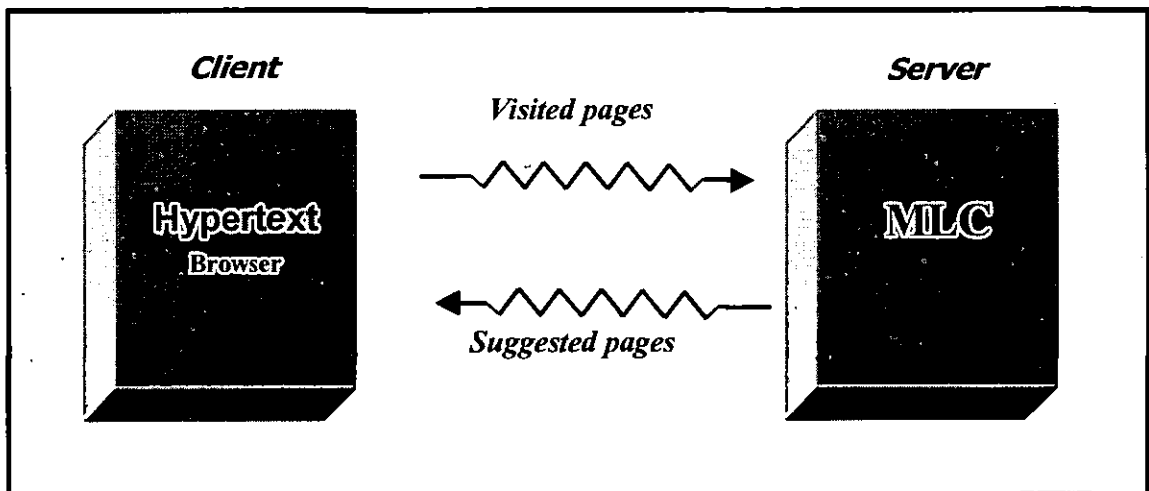 Client
Server
Visited pages
Hypertext
Browser
MLC
Suggested pages